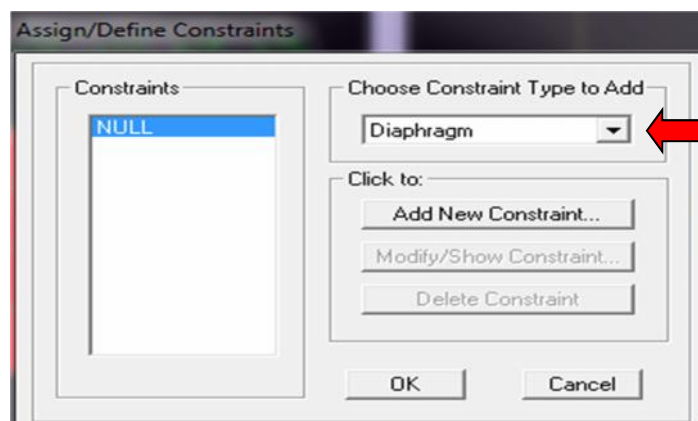 Assign/Define Constraints
Constraints
NULL
Choose Constraint Type to Add
Diaphragm
Click to:
Add New Constraint...
Modify/Show Constraint...
Delete Constraint
OK
Cancel